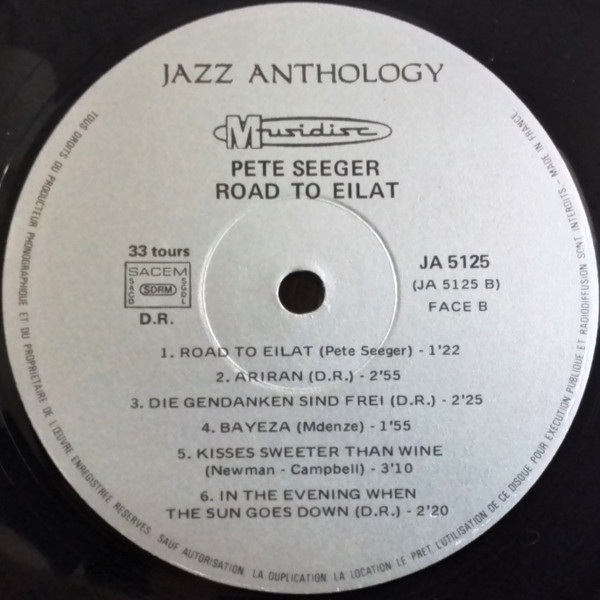 JAZZ ANTHOLOGY
Musidisc
PETE SEEGER
ROAD TO EILAT
33 tours
SACEM
SACD
SDRM
SGDL
D.R.
JA 5125
(JA 5125 B)
FACE B
1. ROAD TO EILAT (Pete Seeger) - 1'22
2. ARIRAN (D.R.) - 2'55
3. DIE GENDANKEN SIND FREI (D.R.) - 2'25
4. BAYEZA (Mdenze) - 1'55
5. KISSES SWEETER THAN WINE
(Newman - Campbell) - 3'10
6. IN THE EVENING WHEN
THE SUN GOES DOWN (D.R.) - 2'20
TOUS DROITS DU PRODUCTEUR PHONOGRAPHIQUE ET DU PROPRIETAIRE DE L'ŒUVRE ENREGISTREE RESERVES. SAUF AUTORISATION, LA DUPLICATION, LA LOCATION, LE PRET, L'UTILISATION DE CE DISQUE POUR EXECUTION PUBLIQUE ET RADIODIFFUSION SONT INTERDITS - MADE IN FRANCE